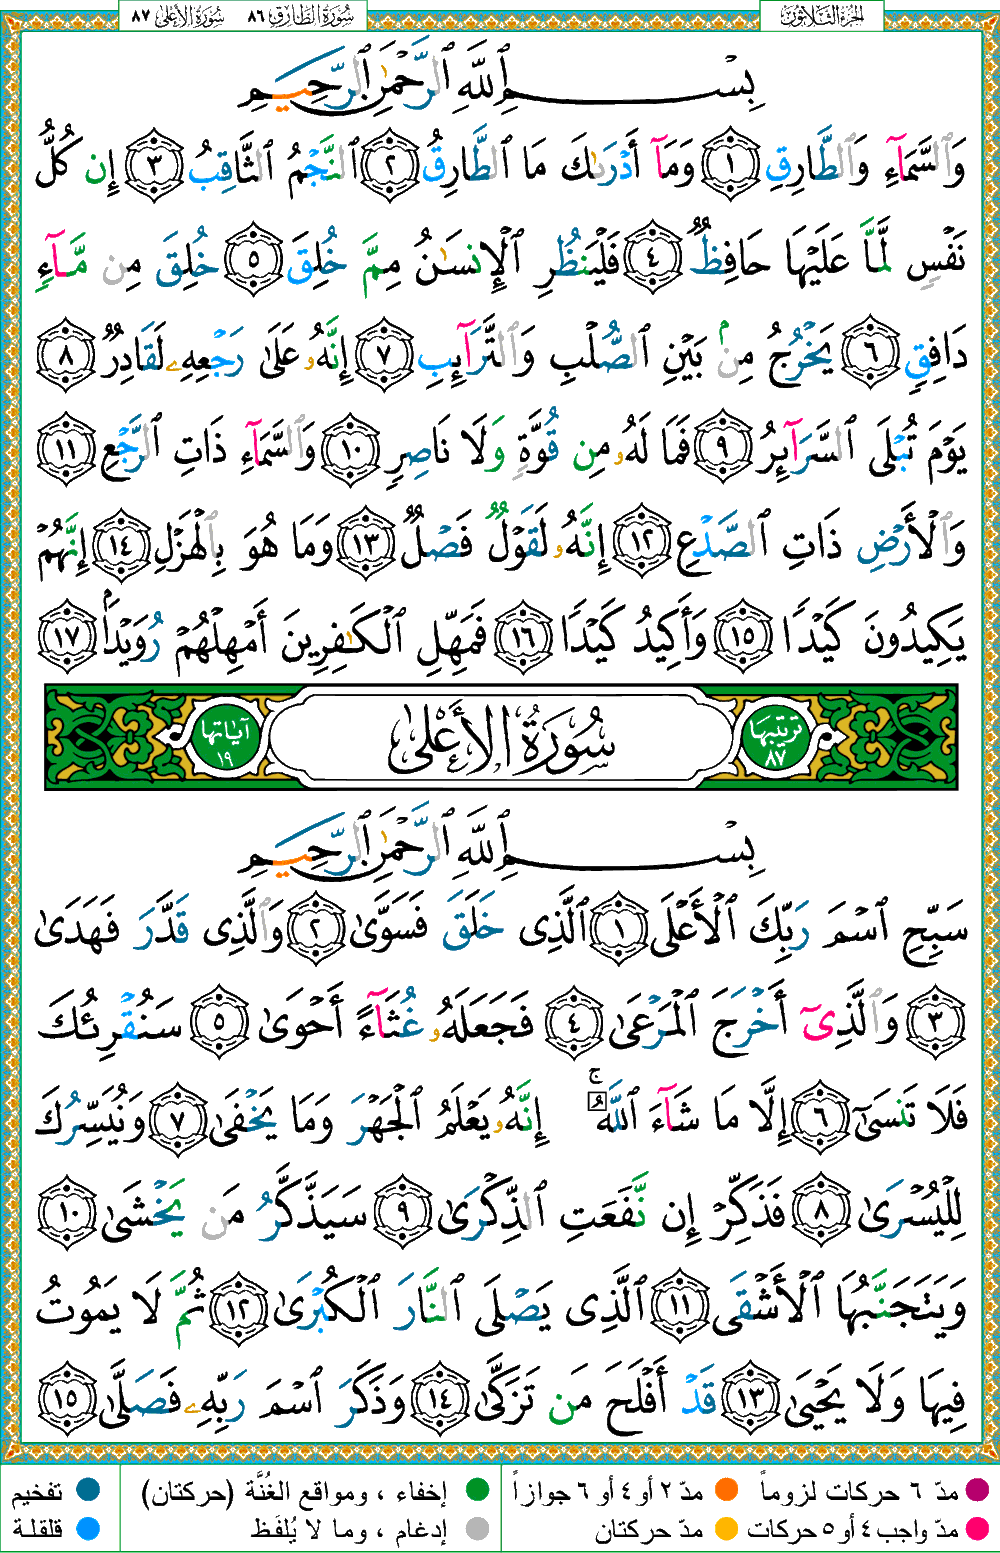 الجزء الثلاثون
سورة الطارق ٨٦ سورة الأعلى ٨٧
بِسْمِ ٱللَّهِ ٱلرَّحْمَٰنِ ٱلرَّحِيمِ
وَٱلسَّمَآءِ وَٱلطَّارِقِ ١ وَمَآ أَدْرَىٰكَ مَا ٱلطَّارِقُ ٢ ٱلنَّجْمُ ٱلثَّاقِبُ ٣ إِن كُلُّ
نَفْسٍ لَّمَّا عَلَيْهَا حَافِظٌ ٤ فَلْيَنظُرِ ٱلْإِنسَٰنُ مِمَّ خُلِقَ ٥ خُلِقَ مِن مَّآءٍ
دَافِقٍ ٦ يَخْرُجُ مِنۢ بَيْنِ ٱلصُّلْبِ وَٱلتَّرَآئِبِ ٧ إِنَّهُۥ عَلَىٰ رَجْعِهِۦ لَقَادِرٌ ٨
يَوْمَ تُبْلَى ٱلسَّرَآئِرُ ٩ فَمَا لَهُۥ مِن قُوَّةٍ وَلَا نَاصِرٍ ١٠ وَٱلسَّمَآءِ ذَاتِ ٱلرَّجْعِ ١١
وَٱلْأَرْضِ ذَاتِ ٱلصَّدْعِ ١٢ إِنَّهُۥ لَقَوْلٌ فَصْلٌ ١٣ وَمَا هُوَ بِٱلْهَزْلِ ١٤ إِنَّهُمْ
يَكِيدُونَ كَيْدًا ١٥ وَأَكِيدُ كَيْدًا ١٦ فَمَهِّلِ ٱلْكَٰفِرِينَ أَمْهِلْهُمْ رُوَيْدًۢا ١٧
ترتيبها ٨٧ سُورَةُ الأَعْلَىٰ آياتها ١٩
بِسْمِ ٱللَّهِ ٱلرَّحْمَٰنِ ٱلرَّحِيمِ
سَبِّحِ ٱسْمَ رَبِّكَ ٱلْأَعْلَى ١ ٱلَّذِى خَلَقَ فَسَوَّىٰ ٢ وَٱلَّذِى قَدَّرَ فَهَدَىٰ
٣ وَٱلَّذِىٓ أَخْرَجَ ٱلْمَرْعَىٰ ٤ فَجَعَلَهُۥ غُثَآءً أَحْوَىٰ ٥ سَنُقْرِئُكَ
فَلَا تَنسَىٰٓ ٦ إِلَّا مَا شَآءَ ٱللَّهُ ۚ إِنَّهُۥ يَعْلَمُ ٱلْجَهْرَ وَمَا يَخْفَىٰ ٧ وَنُيَسِّرُكَ
لِلْيُسْرَىٰ ٨ فَذَكِّرْ إِن نَّفَعَتِ ٱلذِّكْرَىٰ ٩ سَيَذَّكَّرُ مَن يَخْشَىٰ ١٠
وَيَتَجَنَّبُهَا ٱلْأَشْقَى ١١ ٱلَّذِى يَصْلَى ٱلنَّارَ ٱلْكُبْرَىٰ ١٢ ثُمَّ لَا يَمُوتُ
فِيهَا وَلَا يَحْيَىٰ ١٣ قَدْ أَفْلَحَ مَن تَزَكَّىٰ ١٤ وَذَكَرَ ٱسْمَ رَبِّهِۦ فَصَلَّىٰ ١٥
مدّ ٦ حركات لزوماً مدّ ٢ أو ٤ أو ٦ جوازاً إخفاء ، ومواقع الغُنَّة (حركتان) تفخيم
مدّ واجب ٤ أو ٥ حركات مدّ حركتان إدغام ، وما لا يُلفَظ قلقلة